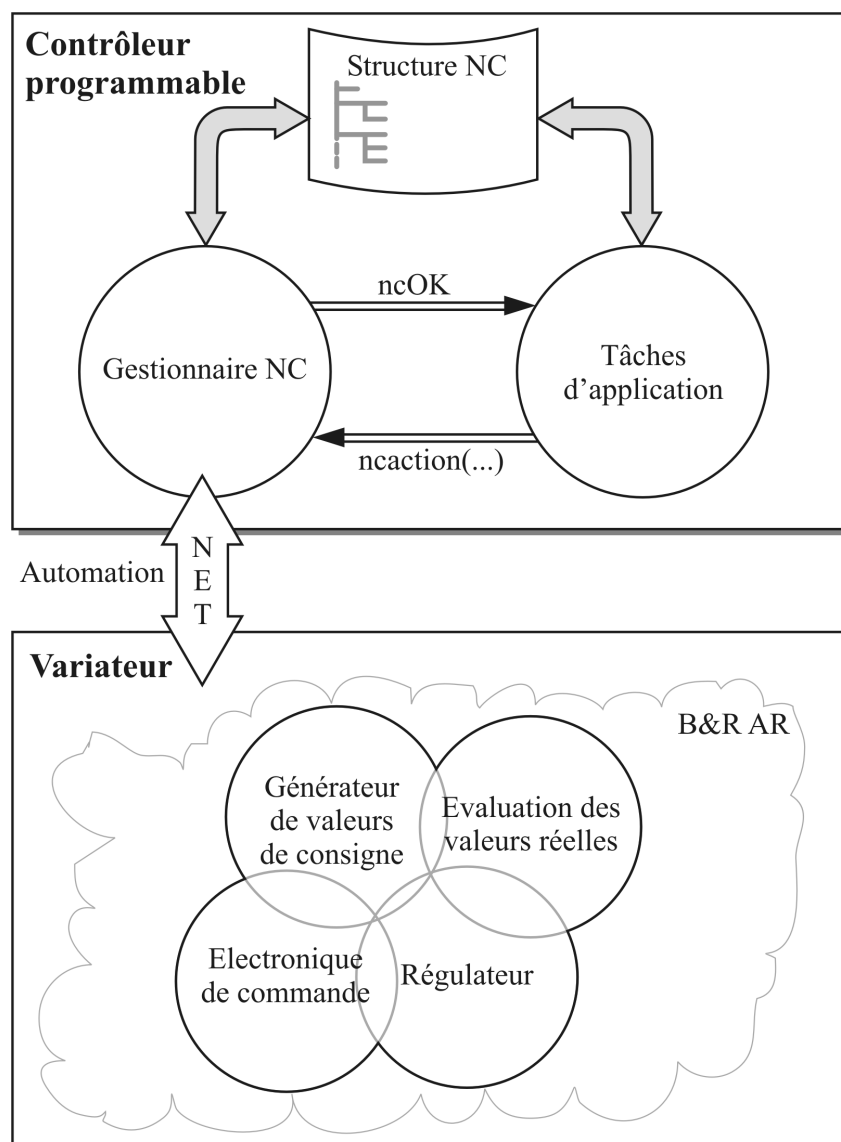 Contrôleur
programmable
Structure NC
ncOK
Gestionnaire NC
Tâches
d’application
ncaction(...)
Automation
N
E
T
Variateur
B&R AR
Générateur
de valeurs
de consigne
Evaluation des
valeurs réelles
Electronique
de commande
Régulateur